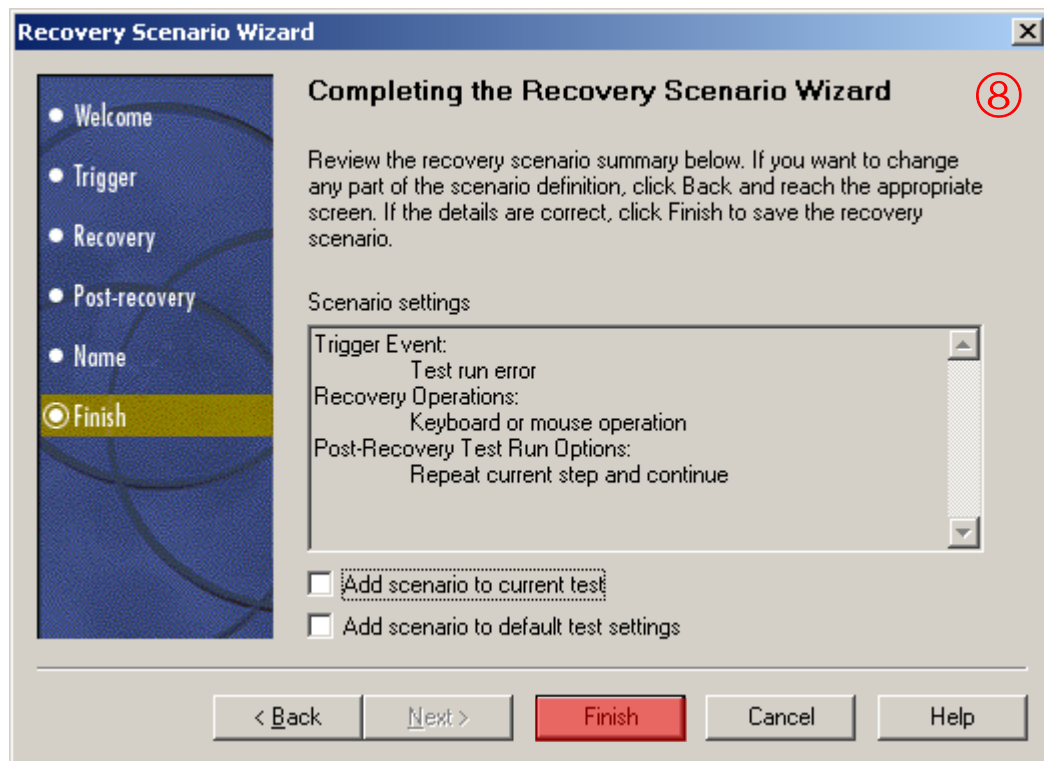 Recovery Scenario Wizard
Welcome
Trigger
Recovery
Post-recovery
Name
Finish
Completing the Recovery Scenario Wizard
⑧
Review the recovery scenario summary below. If you want to change
any part of the scenario definition, click Back and reach the appropriate
screen. If the details are correct, click Finish to save the recovery
scenario.
Scenario settings
Trigger Event:
Test run error
Recovery Operations:
Keyboard or mouse operation
Post-Recovery Test Run Options:
Repeat current step and continue
Add scenario to current test
Add scenario to default test settings
< Back
Next >
Finish
Cancel
Help